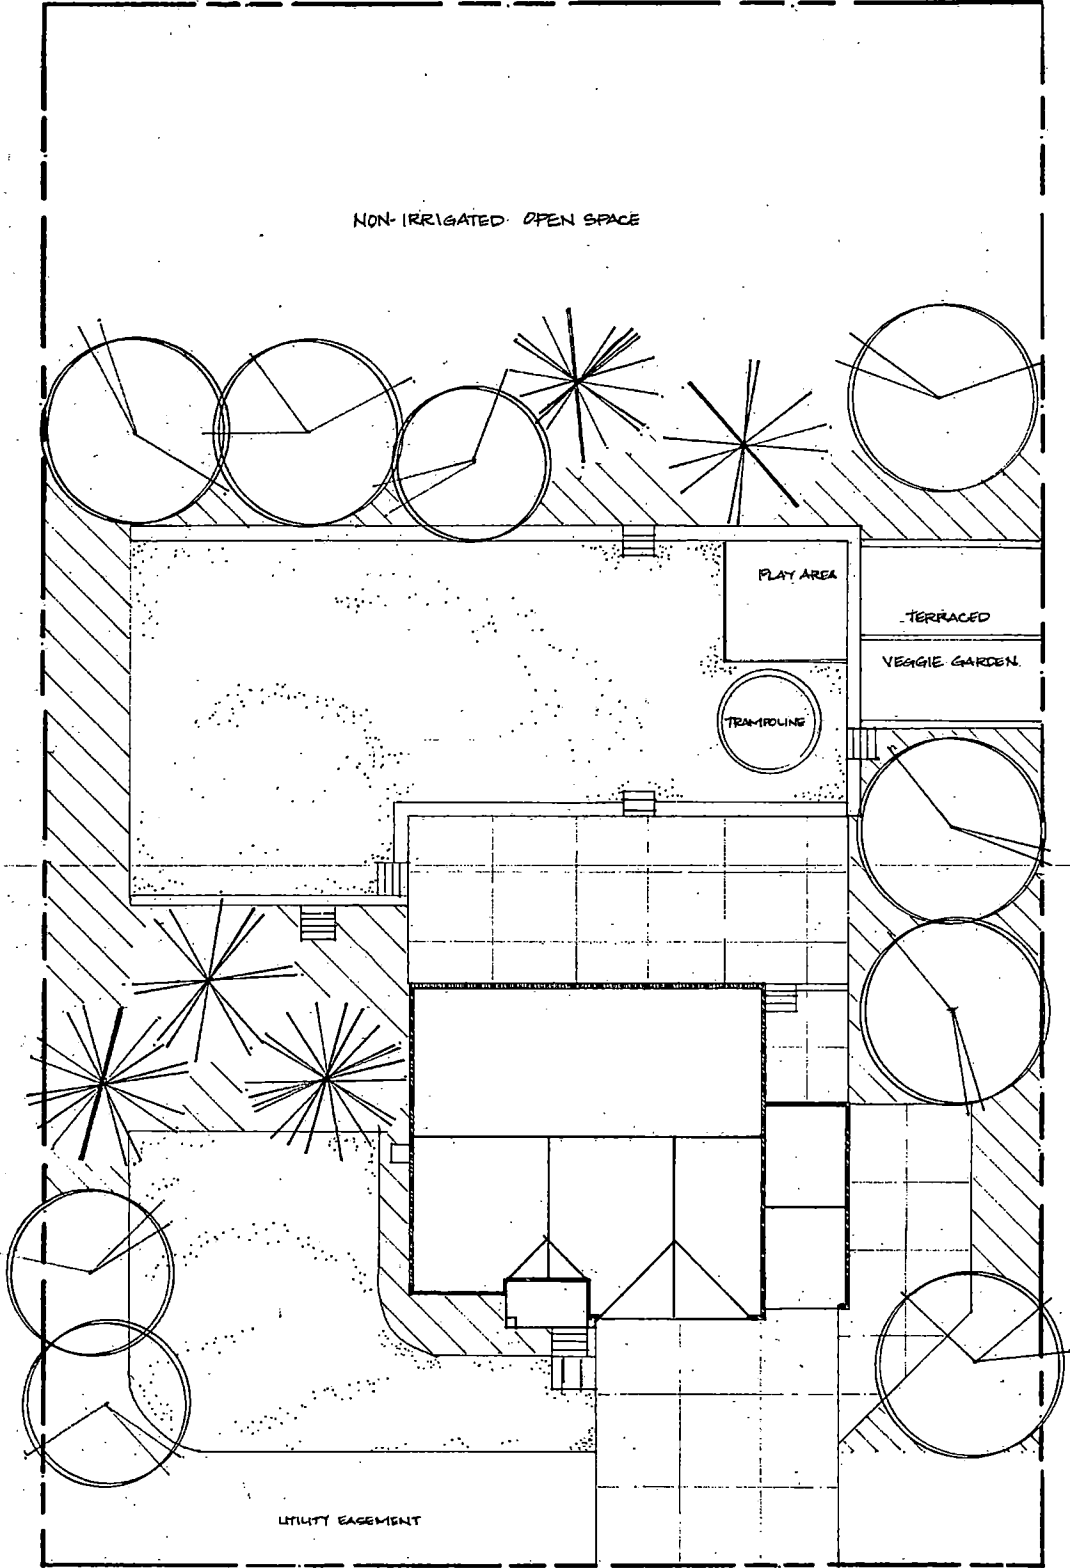 NON-IRRIGATED OPEN SPACE
PLAY AREA
TERRACED
VEGGIE GARDEN
TRAMPOLINE
UTILITY EASEMENT